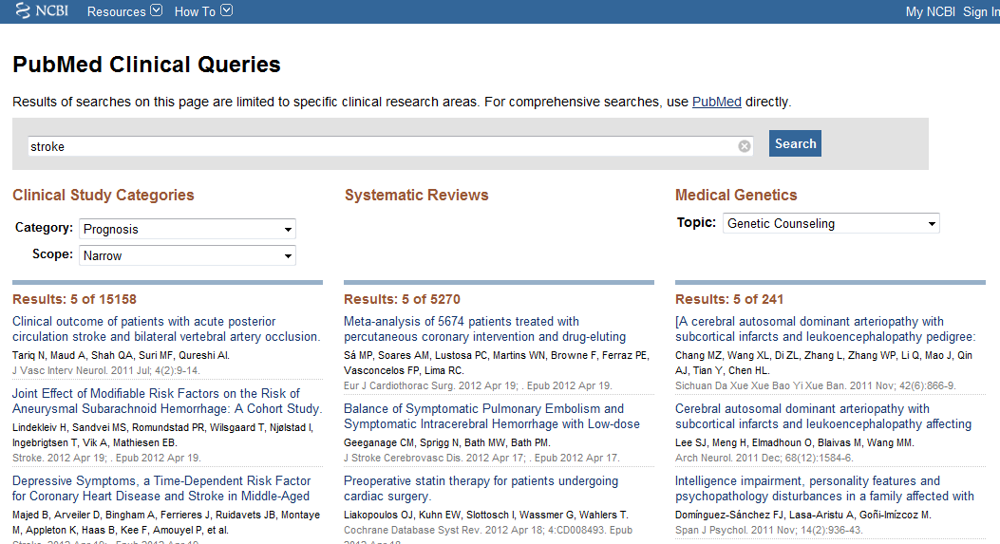 NCBI Resources How To My NCBI Sign In
PubMed Clinical Queries
Results of searches on this page are limited to specific clinical research areas. For comprehensive searches, use PubMed directly.
stroke Search
Clinical Study Categories
Category: Prognosis
Scope: Narrow
Results: 5 of 15158
Clinical outcome of patients with acute posterior
circulation stroke and bilateral vertebral artery occlusion.
Tariq N, Maud A, Shah QA, Suri MF, Qureshi AI.
J Vasc Interv Neurol. 2011 Jul; 4(2):9-14.
Joint Effect of Modifiable Risk Factors on the Risk of
Aneurysmal Subarachnoid Hemorrhage: A Cohort Study.
Lindekleiv H, Sandvei MS, Romundstad PR, Wilsgaard T, Njølstad I,
Ingebrigtsen T, Vik A, Mathiesen EB.
Stroke. 2012 Apr 19; . Epub 2012 Apr 19.
Depressive Symptoms, a Time-Dependent Risk Factor
for Coronary Heart Disease and Stroke in Middle-Aged
Majed B, Arveiler D, Bingham A, Ferrieres J, Ruidavets JB, Montaye
M, Appleton K, Haas B, Kee F, Amouyel P, et al.
Stroke. 2012 Apr 19; . Epub 2012 Apr 19.
Systematic Reviews
Results: 5 of 5270
Meta-analysis of 5674 patients treated with
percutaneous coronary intervention and drug-eluting
Sá MP, Soares AM, Lustosa PC, Martins WN, Browne F, Ferraz PE,
Vasconcelos FP, Lima RC.
Eur J Cardiothorac Surg. 2012 Apr 19; . Epub 2012 Apr 19.
Balance of Symptomatic Pulmonary Embolism and
Symptomatic Intracerebral Hemorrhage with Low-dose
Geeganage CM, Sprigg N, Bath MW, Bath PM.
J Stroke Cerebrovasc Dis. 2012 Apr 17; . Epub 2012 Apr 17.
Preoperative statin therapy for patients undergoing
cardiac surgery.
Liakopoulos OJ, Kuhn EW, Slottosch I, Wassmer G, Wahlers T.
Cochrane Database Syst Rev. 2012 Apr 18; 4:CD008493. Epub
2012 Apr 18.
Medical Genetics
Topic: Genetic Counseling
Results: 5 of 241
[A cerebral autosomal dominant arteriopathy with
subcortical infarcts and leukoencephalopathy pedigree:
Chang MZ, Wang XL, Di ZL, Zhang L, Zhang WP, Li Q, Mao J, Qin
AJ, Tian Y, Chen HL.
Sichuan Da Xue Xue Bao Yi Xue Ban. 2011 Nov; 42(6):866-9.
Cerebral autosomal dominant arteriopathy with
subcortical infarcts and leukoencephalopathy affecting
Lee SJ, Meng H, Elmadhoun O, Blaivas M, Wang MM.
Arch Neurol. 2011 Dec; 68(12):1584-6.
Intelligence impairment, personality features and
psychopathology disturbances in a family affected with
Domínguez-Sánchez FJ, Lasa-Aristu A, Goñi-Imízcoz M.
Span J Psychol. 2011 Nov; 14(2):936-43.